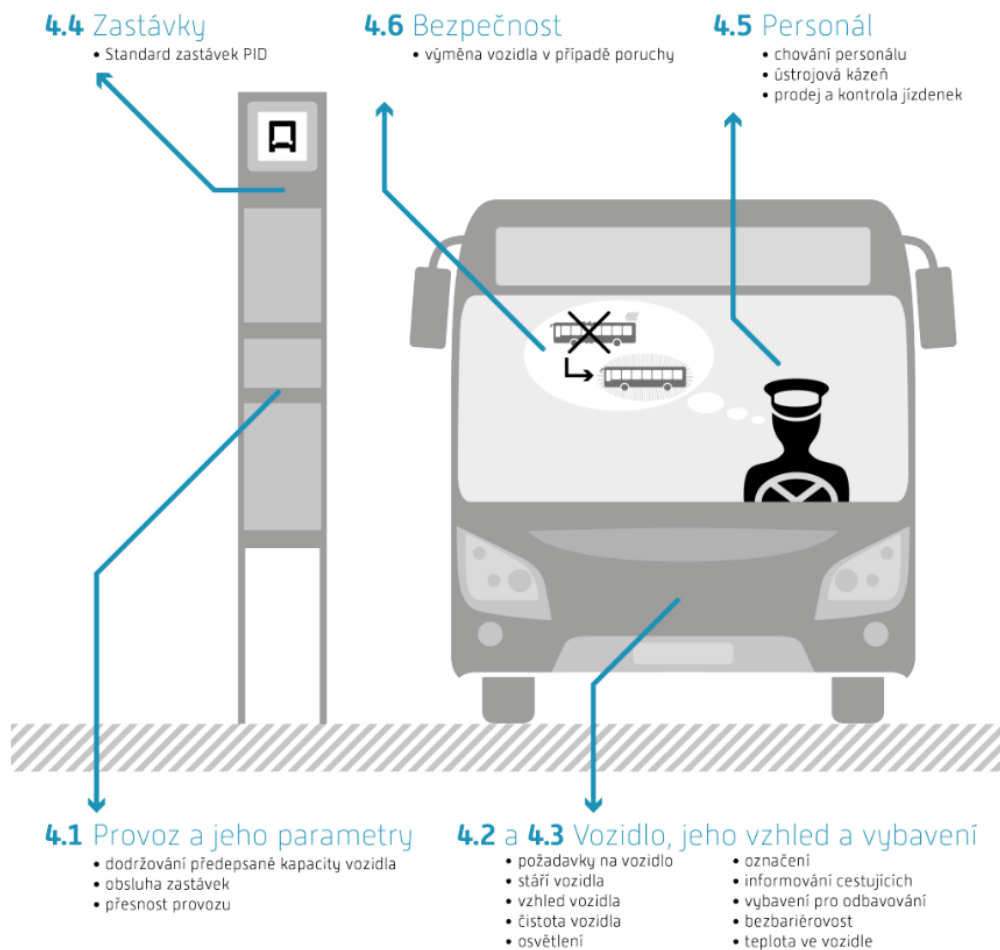 4.4 Zastávky
• Standard zastávek PID
4.6 Bezpečnost
• výměna vozidla v případě poruchy
4.5 Personál
• chování personálu
• ústrojová kázeň
• prodej a kontrola jízdenek
4.1 Provoz a jeho parametry
• dodržování předepsané kapacity vozidla
• obsluha zastávek
• přesnost provozu
4.2 a 4.3 Vozidlo, jeho vzhled a vybavení
• požadavky na vozidlo
• stáří vozidla
• vzhled vozidla
• čistota vozidla
• osvětlení
• označení
• informování cestujících
• vybavení pro odbavování
• bezbariérovost
• teplota ve vozidle